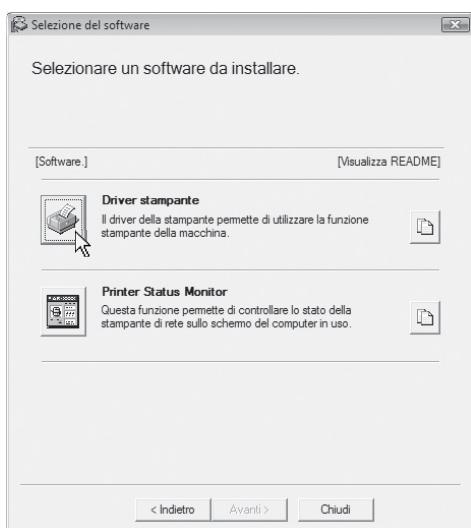 Selezione del software
Selezionare un software da installare.
[Software.] [Visualizza README]
Driver stampante
Il driver della stampante permette di utilizzare la funzione
stampante della macchina.
Printer Status Monitor
Questa funzione permette di controllare lo stato della
stampante di rete sullo schermo del computer in uso.
< Indietro Avanti > Chiudi